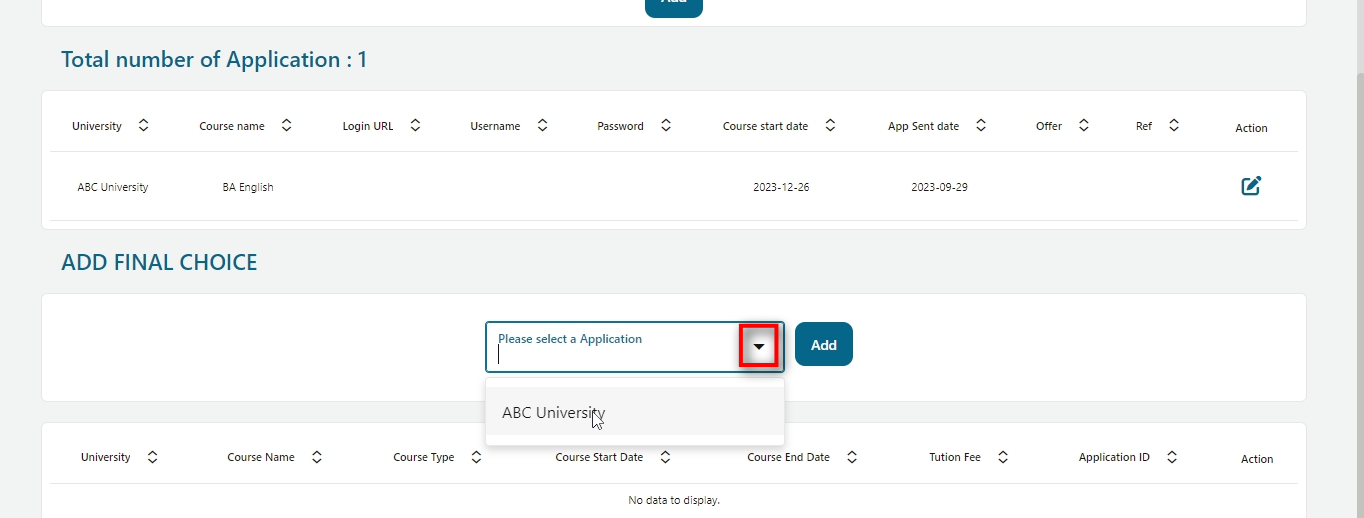 Add
Total number of Application : 1
University Course name Login URL Username Password Course start date App Sent date Offer Ref Action
ABC University BA English 2023-12-26 2023-09-29
ADD FINAL CHOICE
Please select a Application
Add
ABC University
University Course Name Course Type Course Start Date Course End Date Tution Fee Application ID Action
No data to display.